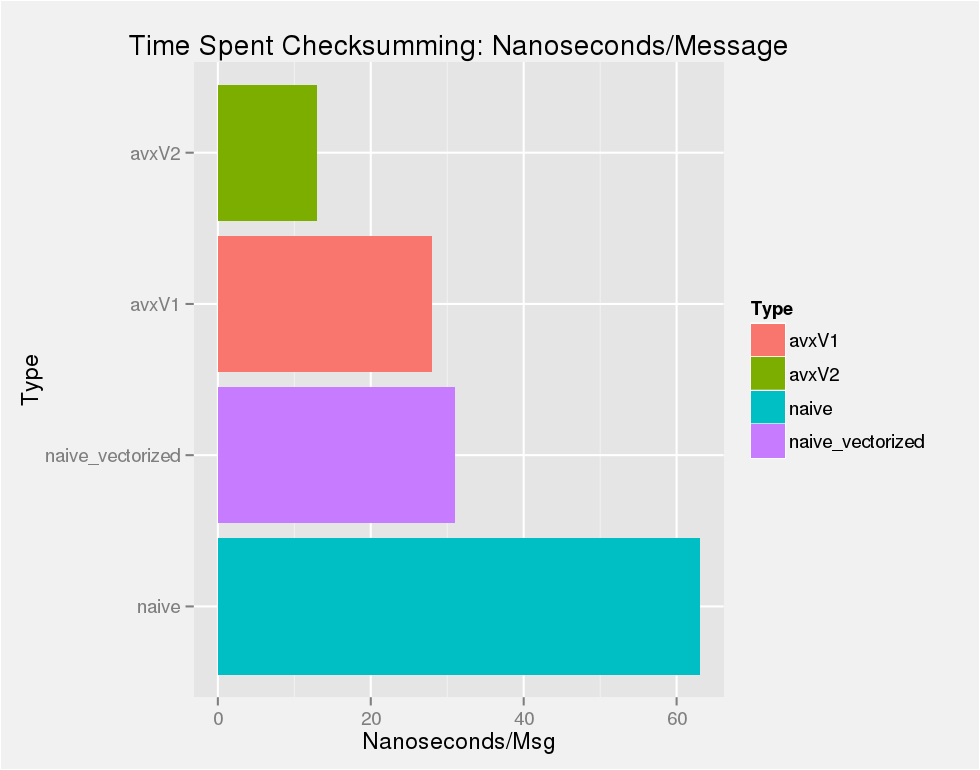 Time Spent Checksumming: Nanoseconds/Message
avxV2
avxV1
naive_vectorized
naive
Type
0 20 40 60
Nanoseconds/Msg
Type
avxV1
avxV2
naive
naive_vectorized